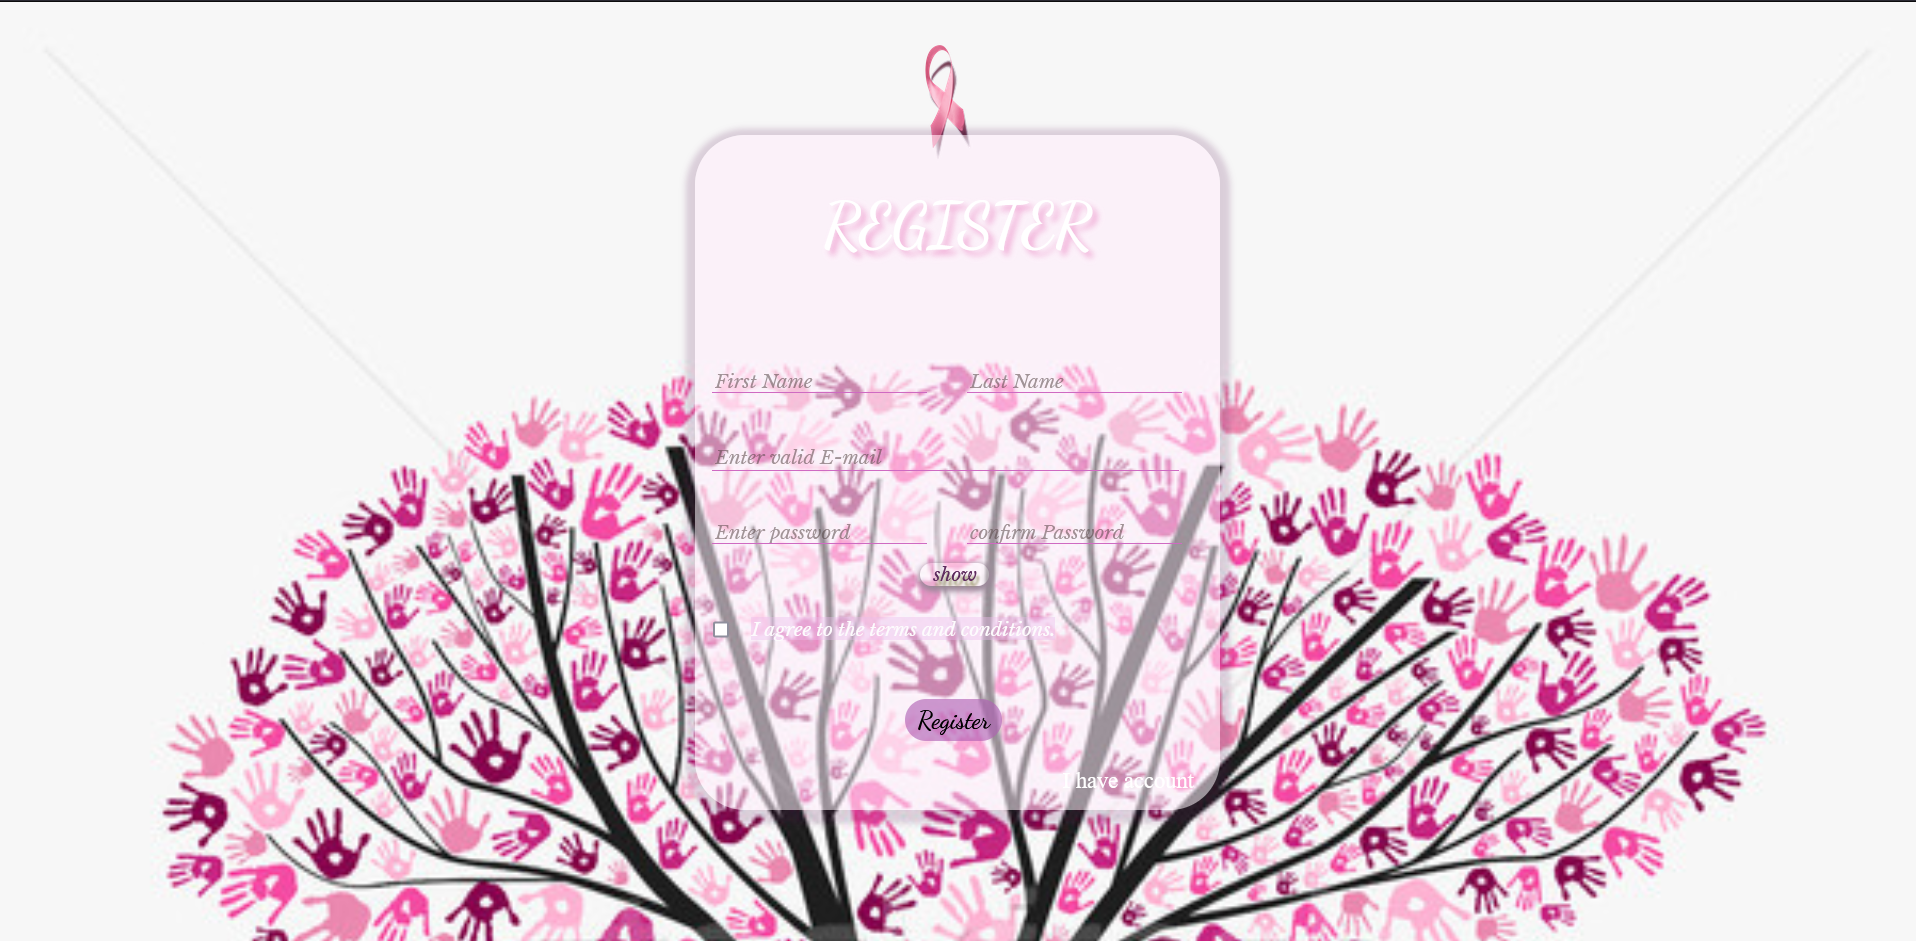 REGISTER
First Name
Last Name
Enter valid E-mail
Enter password
confirm Password
show
I agree to the terms and conditions.
Register
I have account